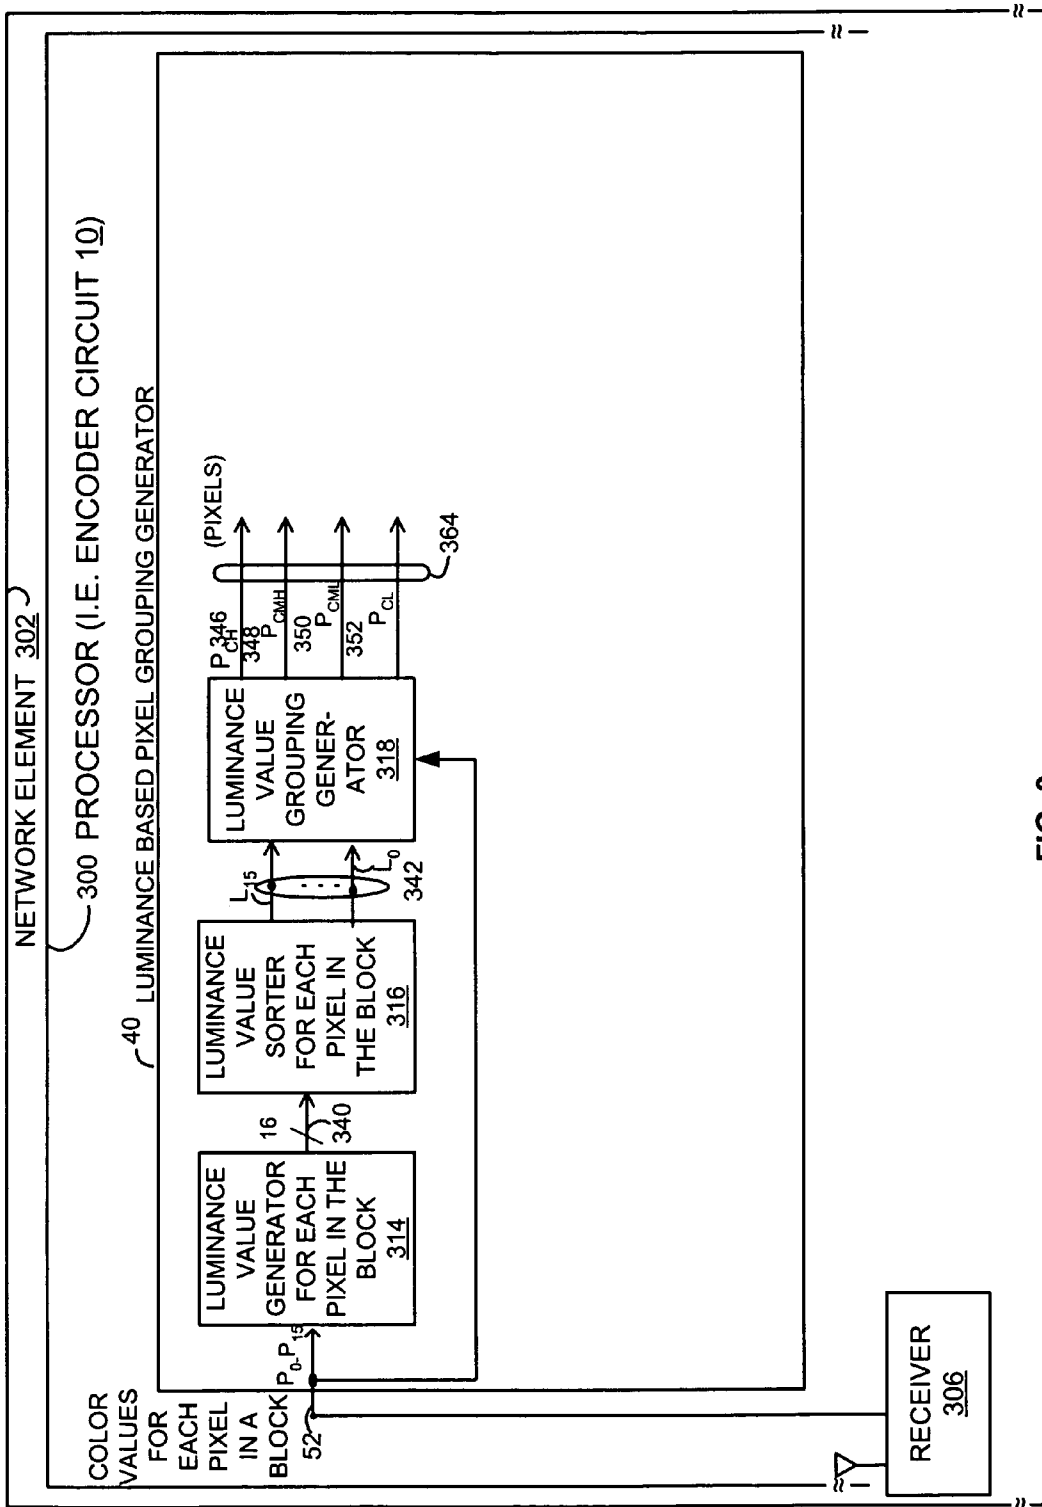 NETWORK ELEMENT 302
300 PROCESSOR (I.E. ENCODER CIRCUIT 10)
40 LUMINANCE BASED PIXEL GROUPING GENERATOR
COLOR
VALUES
FOR
EACH
PIXEL
IN A
BLOCK
52
P0-P15
LUMINANCE
VALUE
GENERATOR
FOR EACH
PIXEL IN THE
BLOCK
314
16
340
LUMINANCE
VALUE
SORTER
FOR EACH
PIXEL IN
THE BLOCK
316
L15
L0
342
LUMINANCE
VALUE
GROUPING
GENER-
ATOR
318
PCH 346
348 PCMH
350 PCML
352 PCL
(PIXELS)
364
RECEIVER
306